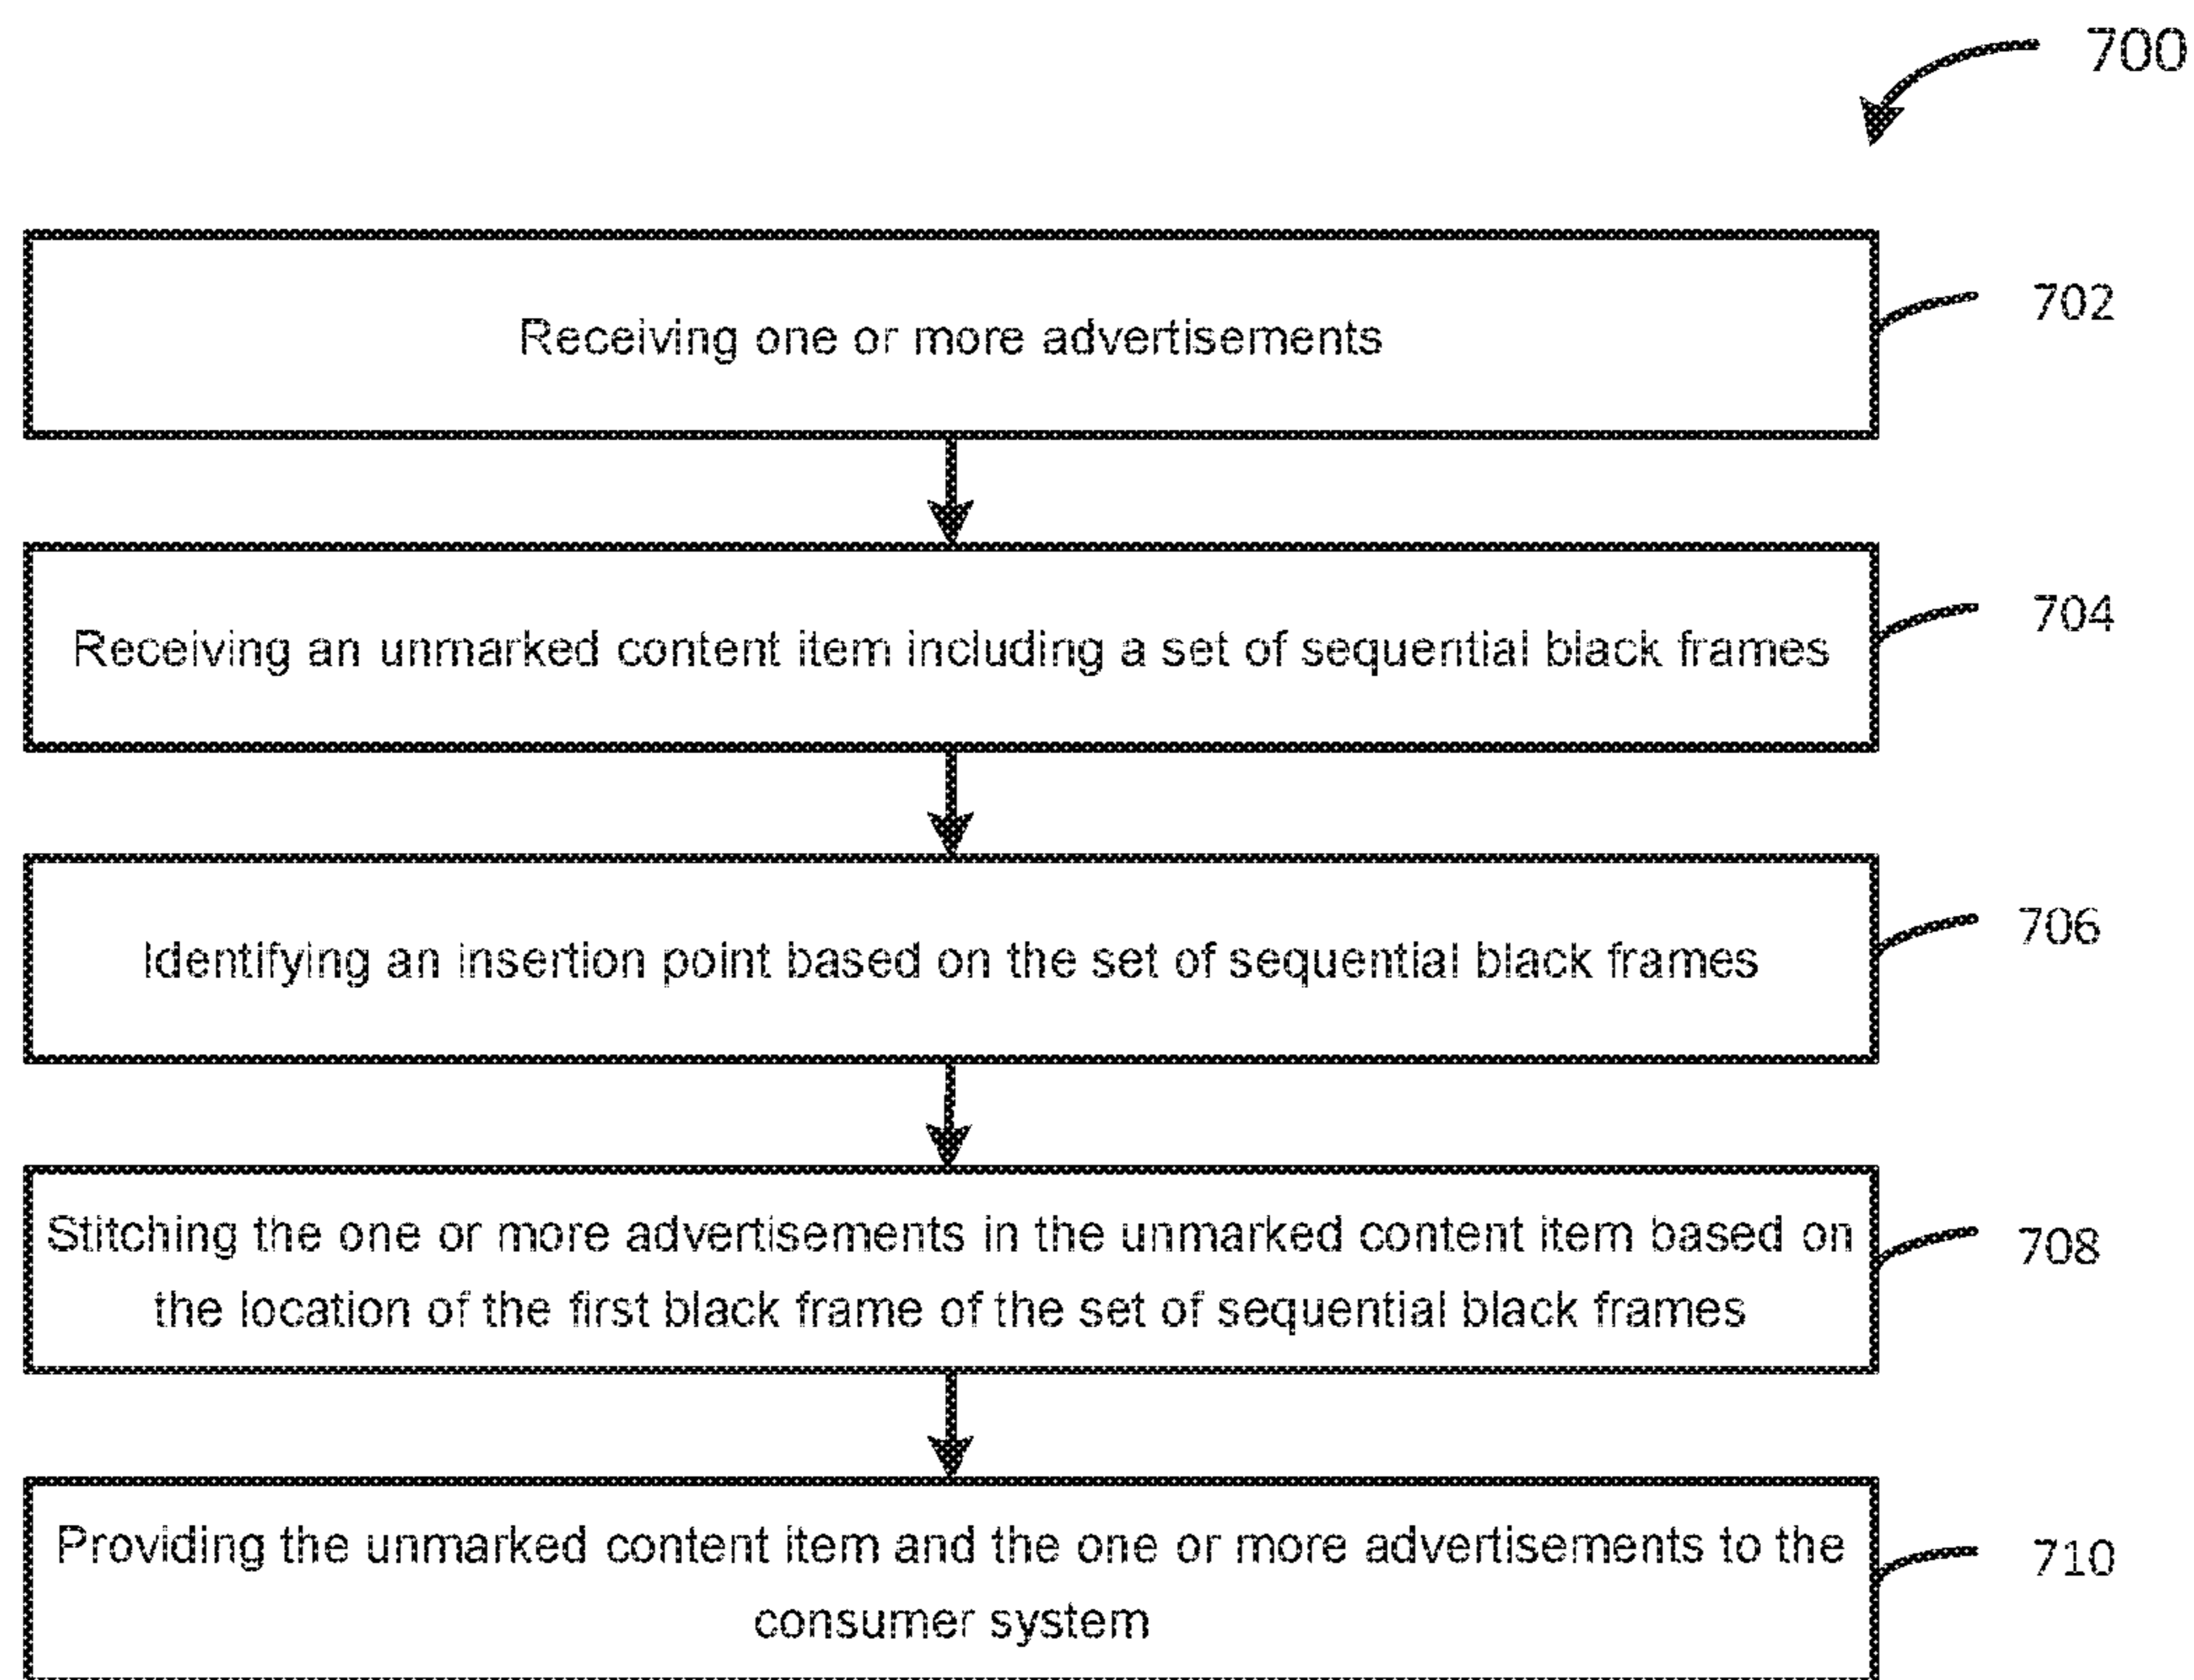 700
Receiving one or more advertisements
702
Receiving an unmarked content item including a set of sequential black frames
704
Identifying an insertion point based on the set of sequential black frames
706
Stitching the one or more advertisements in the unmarked content item based on
the location of the first black frame of the set of sequential black frames
708
Providing the unmarked content item and the one or more advertisements to the
consumer system
710